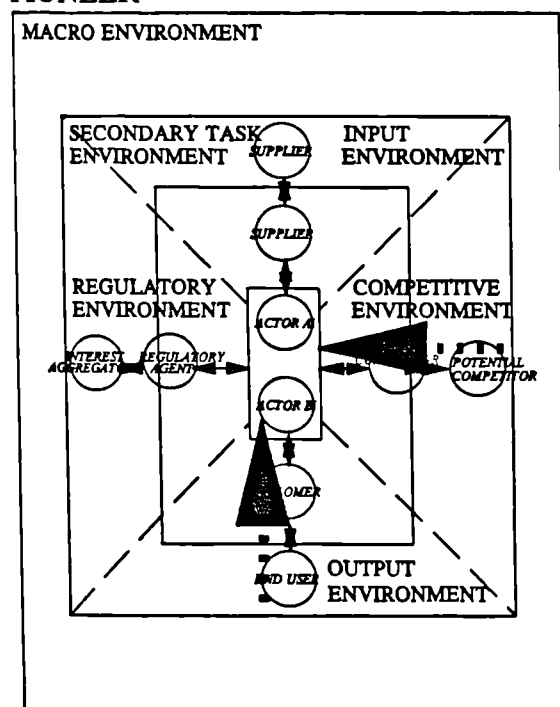 MACRO ENVIRONMENT
SECONDARY TASK
ENVIRONMENT
INPUT
ENVIRONMENT
SUPPLIER
SUPPLIER
REGULATORY
ENVIRONMENT
COMPETITIVE
ENVIRONMENT
ACTOR A
INTEREST
REGULATORY
AGENT
POTENTIAL
COMPETITOR
ACTOR B
END USER
OUTPUT
ENVIRONMENT